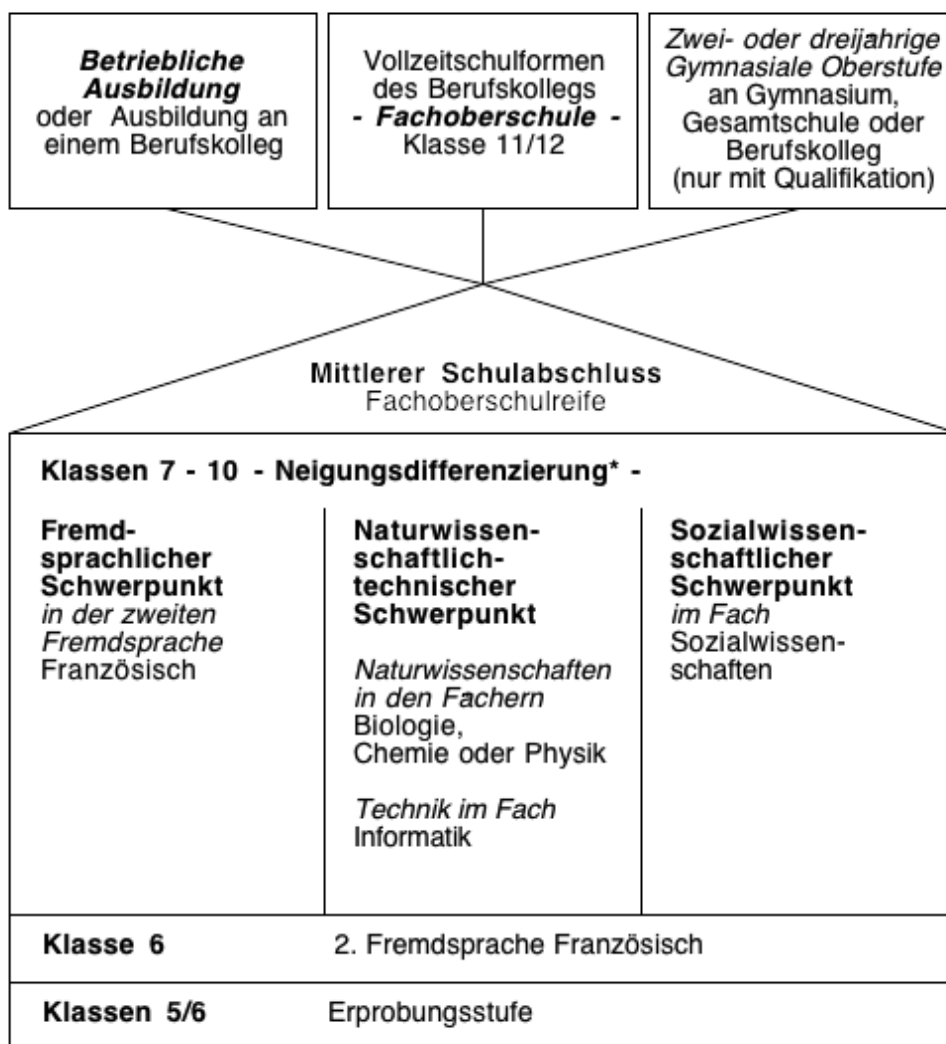 Betriebliche
Ausbildung
oder Ausbildung an
einem Berufskolleg
Vollzeitschulformen
des Berufskollegs
- Fachoberschule -
Klasse 11/12
Zwei- oder dreijahrige
Gymnasiale Oberstufe
an Gymnasium,
Gesamtschule oder
Berufskolleg
(nur mit Qualifikation)
Mittlerer Schulabschluss
Fachoberschulreife
Klassen 7 - 10 - Neigungsdifferenzierung* -
Fremd-
sprachlicher
Schwerpunkt
in der zweiten
Fremdsprache
Französisch
Naturwissen-
schaftlich-
technischer
Schwerpunkt
Naturwissenschaften
in den Fachern
Biologie,
Chemie oder Physik
Technik im Fach
Informatik
Sozialwissen-
schaftlicher
Schwerpunkt
im Fach
Sozialwissen-
schaften
Klasse 6 2. Fremdsprache Französisch
Klassen 5/6 Erprobungsstufe